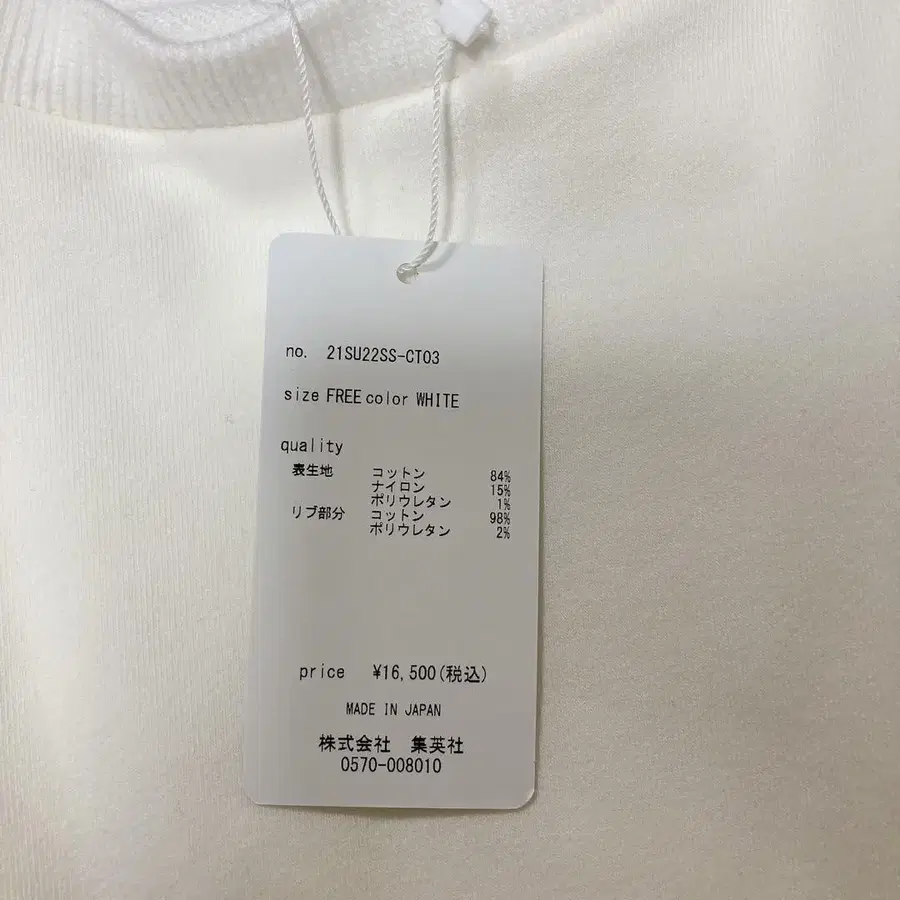 no. 21SU22SS-CT03
size FREE color WHITE
quality
表生地 コットン 84%
ナイロン 15%
ポリウレタン 1%
リブ部分 コットン 98%
ポリウレタン 2%
price ¥16,500(税込)
MADE IN JAPAN
株式会社 集英社
0570-008010